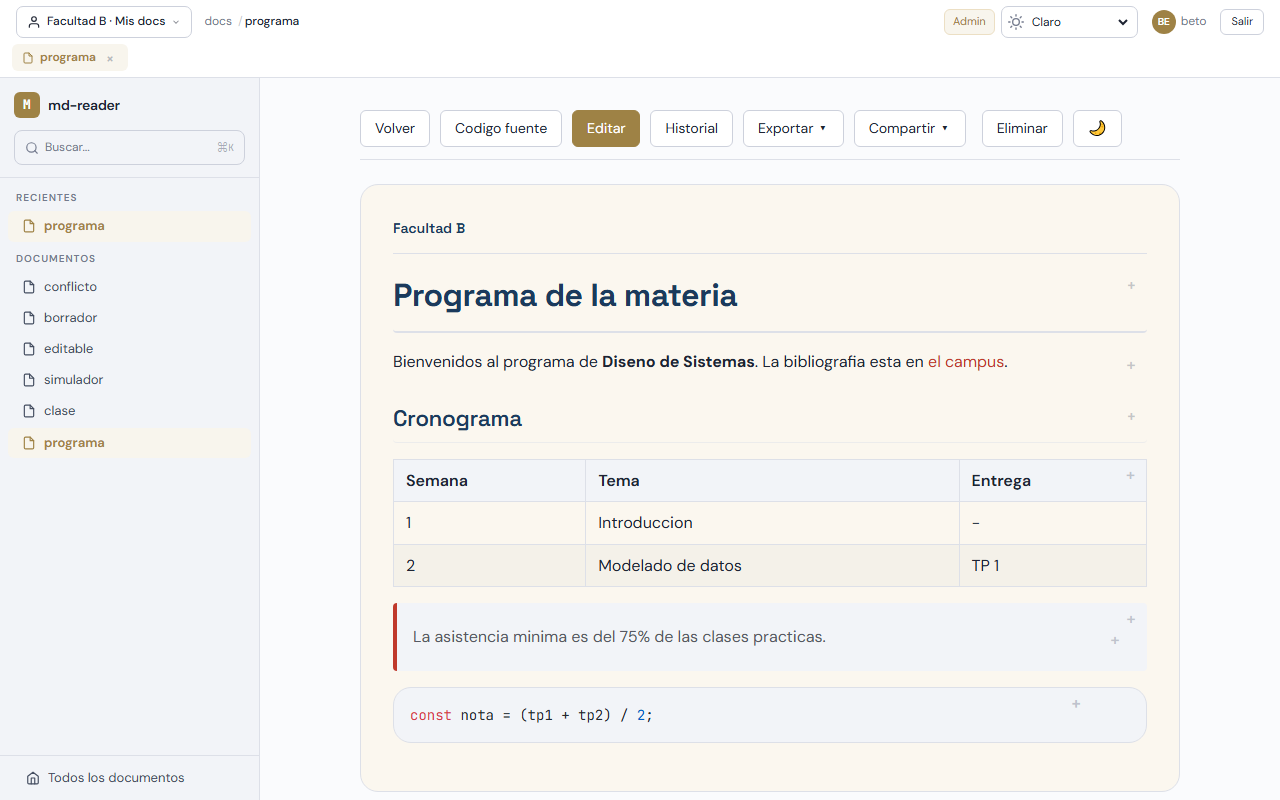 Facultad B · Mis docs
docs / programa
Admin
Claro
BE
beto
Salir
programa ×
M
md-reader
Buscar...
⌘K
RECIENTES
programa
DOCUMENTOS
conflicto
borrador
editable
simulador
clase
programa
Todos los documentos
Volver
Codigo fuente
Editar
Historial
Exportar ▾
Compartir ▾
Eliminar
Facultad B
Programa de la materia
+
Bienvenidos al programa de Diseno de Sistemas. La bibliografia esta en el campus.
+
Cronograma
+
Semana Tema Entrega +
1 Introduccion -
2 Modelado de datos TP 1
La asistencia minima es del 75% de las clases practicas.
+
+
const nota = (tp1 + tp2) / 2;
+